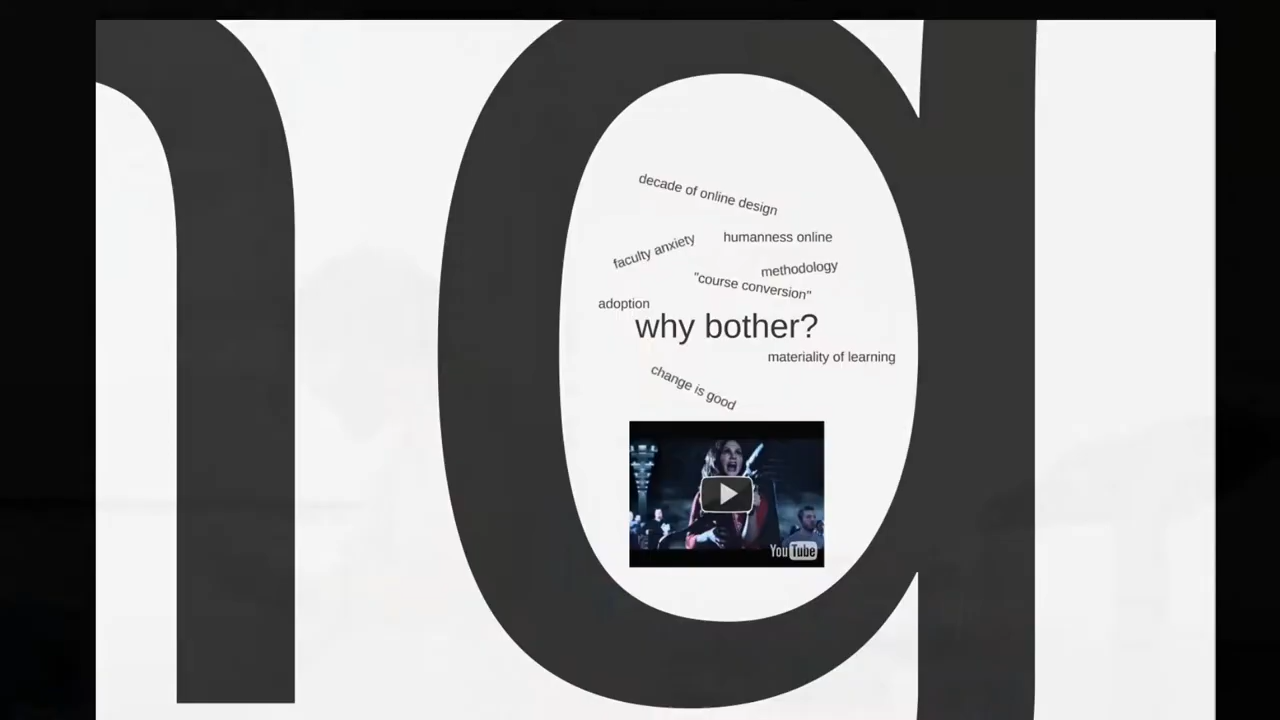 n g
decade of online design
humanness online
faculty anxiety
methodology
"course conversion"
adoption
why bother?
materiality of learning
change is good
YouTube